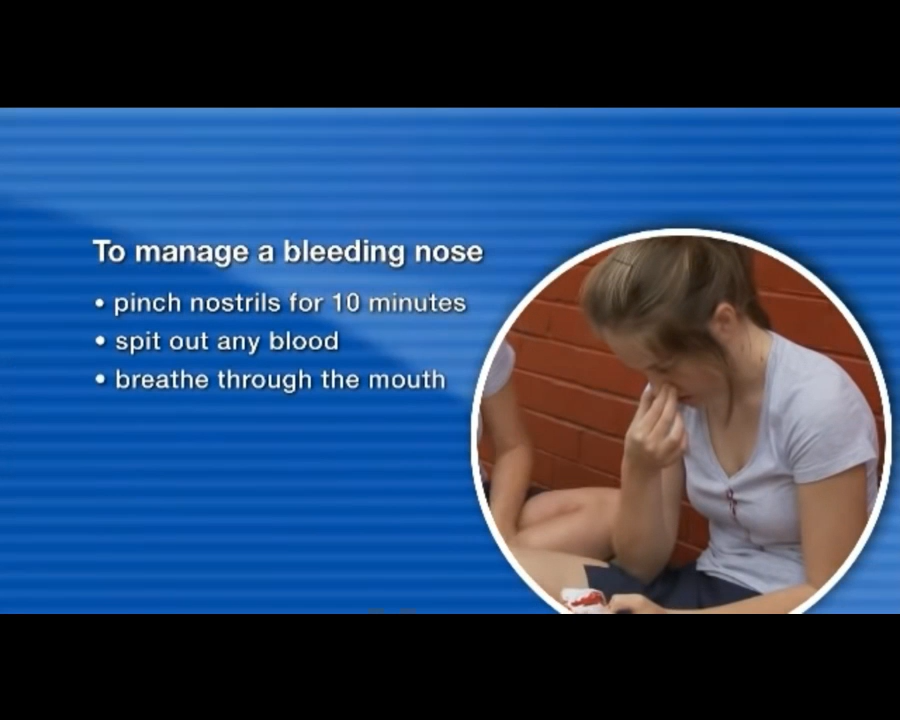 To manage a bleeding nose
• pinch nostrils for 10 minutes
• spit out any blood
• breathe through the mouth